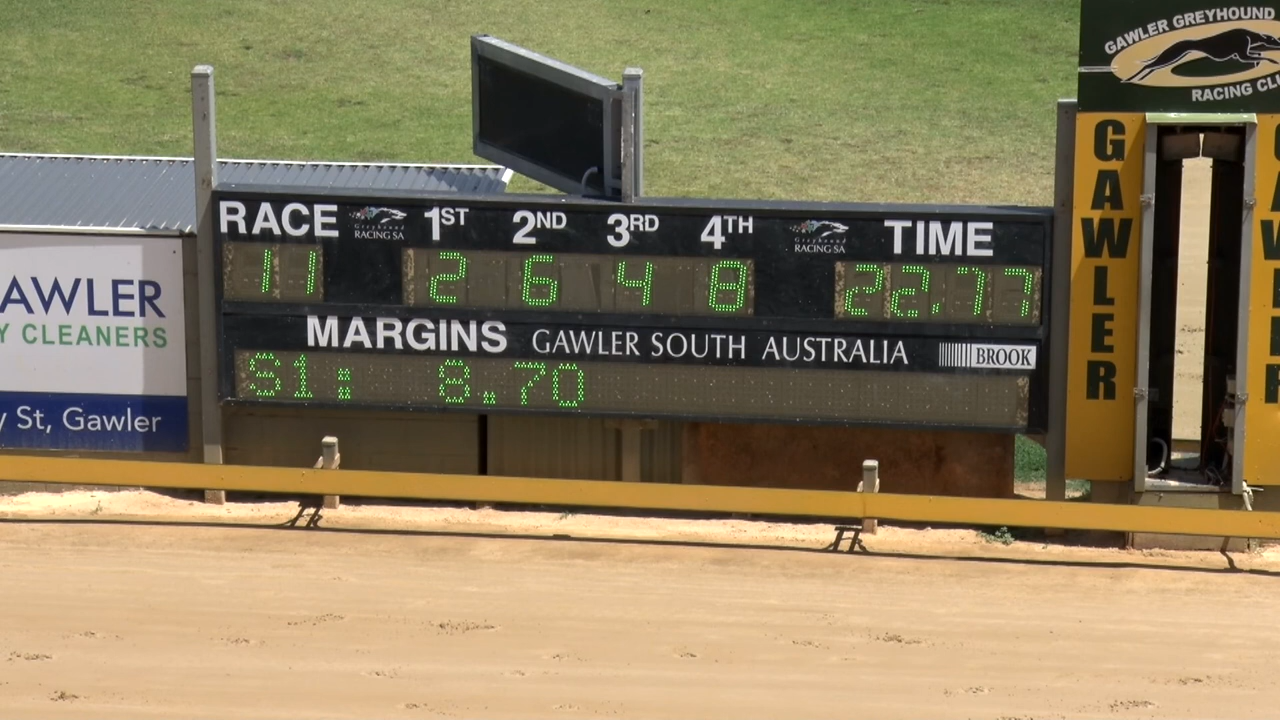 GAWLER GREYHOUND
RACING CLU
RACE 1ST 2ND 3RD 4TH TIME
Greyhound RACING SA
Greyhound RACING SA
11 2 6 4 8 22.77
MARGINS GAWLER SOUTH AUSTRALIA BROOK
S1: 8.70
AWLER
Y CLEANERS
y St, Gawler
GAWLER
GAWLER